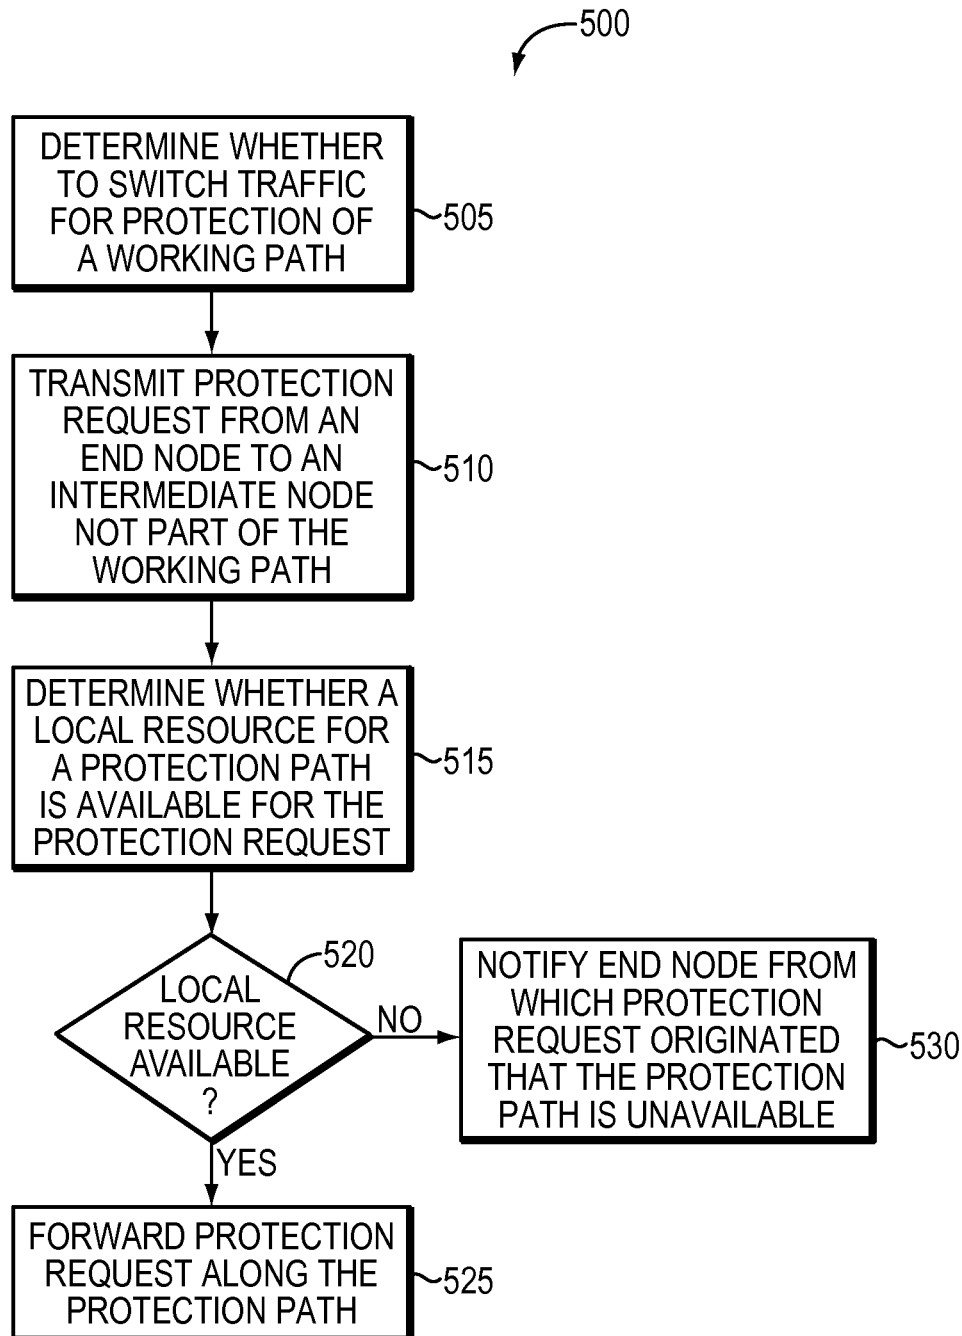 500
DETERMINE WHETHER
TO SWITCH TRAFFIC
FOR PROTECTION OF
A WORKING PATH
505
TRANSMIT PROTECTION
REQUEST FROM AN
END NODE TO AN
INTERMEDIATE NODE
NOT PART OF THE
WORKING PATH
510
DETERMINE WHETHER A
LOCAL RESOURCE FOR
A PROTECTION PATH
IS AVAILABLE FOR THE
PROTECTION REQUEST
515
LOCAL
RESOURCE
AVAILABLE
?
520
NO
NOTIFY END NODE FROM
WHICH PROTECTION
REQUEST ORIGINATED
THAT THE PROTECTION
PATH IS UNAVAILABLE
530
YES
FORWARD PROTECTION
REQUEST ALONG THE
PROTECTION PATH
525